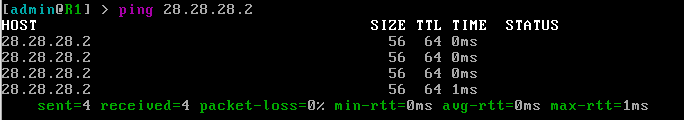 [admin@R1] > ping 28.28.28.2
HOST SIZE TTL TIME STATUS
28.28.28.2 56 64 0ms
28.28.28.2 56 64 0ms
28.28.28.2 56 64 0ms
28.28.28.2 56 64 1ms
sent=4 received=4 packet-loss=0% min-rtt=0ms avg-rtt=0ms max-rtt=1ms